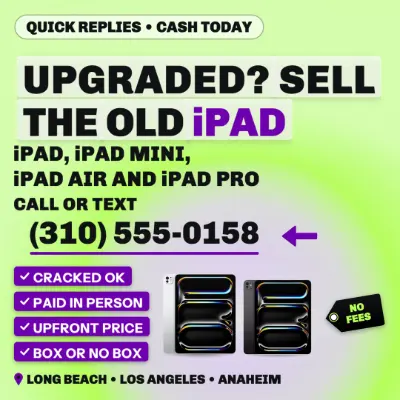 QUICK REPLIES • CASH TODAY
UPGRADED? SELL
THE OLD iPAD
iPAD, iPAD MINI,
iPAD AIR AND iPAD PRO
CALL OR TEXT
(310) 555-0158
CRACKED OK
PAID IN PERSON
UPFRONT PRICE
BOX OR NO BOX
NO
FEES
LONG BEACH • LOS ANGELES • ANAHEIM